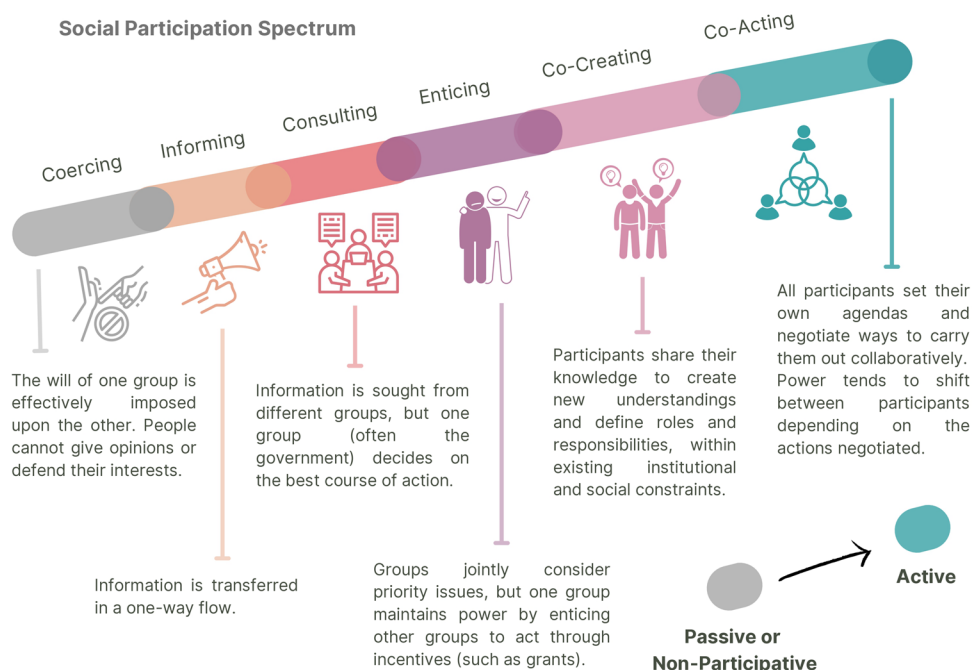 Social Participation Spectrum
Coercing
Informing
Consulting
Enticing
Co-Creating
Co-Acting
The will of one group is
effectively imposed
upon the other. People
cannot give opinions or
defend their interests.
Information is transferred
in a one-way flow.
Information is sought from
different groups, but one
group (often the
government) decides on
the best course of action.
Groups jointly consider
priority issues, but one group
maintains power by enticing
other groups to act through
incentives (such as grants).
Participants share their
knowledge to create
new understandings
and define roles and
responsibilities, within
existing institutional
and social constraints.
All participants set their
own agendas and
negotiate ways to carry
them out collaboratively.
Power tends to shift
between participants
depending on the
actions negotiated.
Passive or
Non-Participative
Active